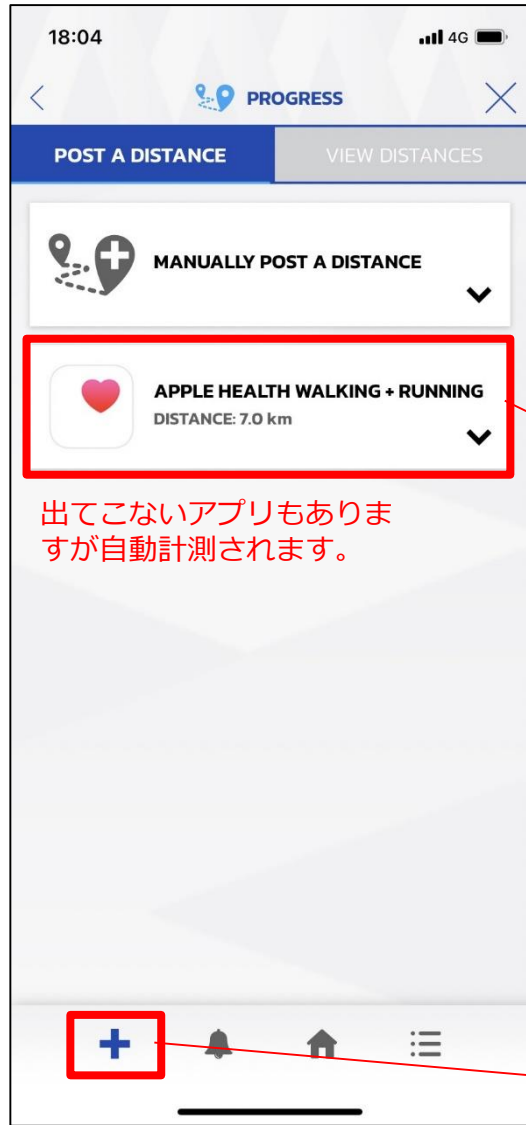 18:04
4G
PROGRESS
POST A DISTANCE
VIEW DISTANCES
MANUALLY POST A DISTANCE
APPLE HEALTH WALKING + RUNNING
DISTANCE: 7.0 km
出てこないアプリもありま
すが自動計測されます。